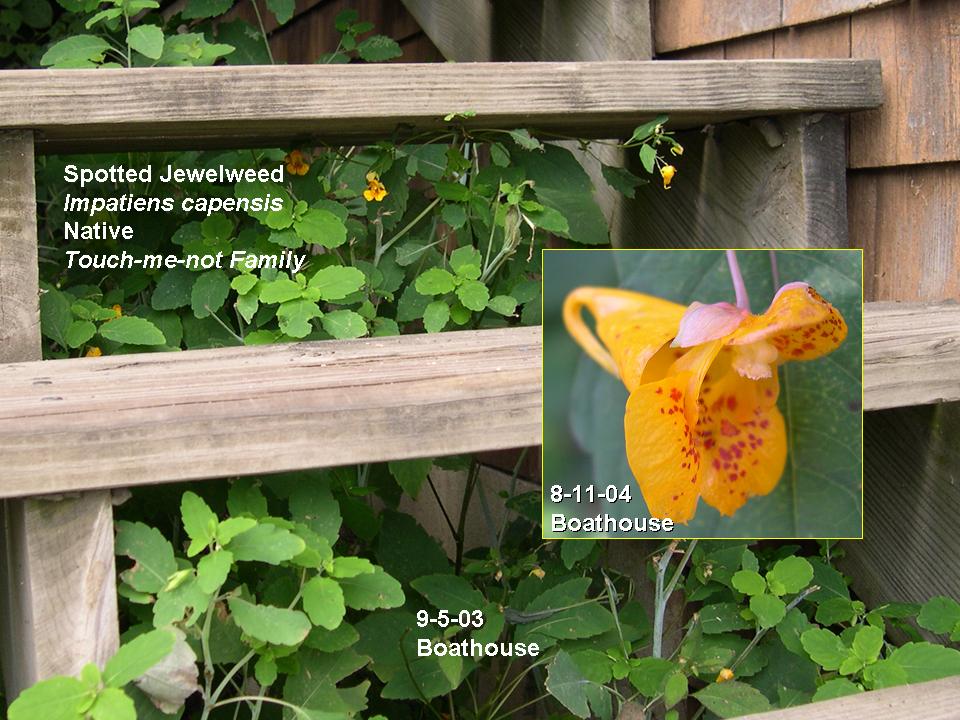 Spotted Jewelweed
Impatiens capensis
Native
Touch-me-not Family
8-11-04
Boathouse
9-5-03
Boathouse